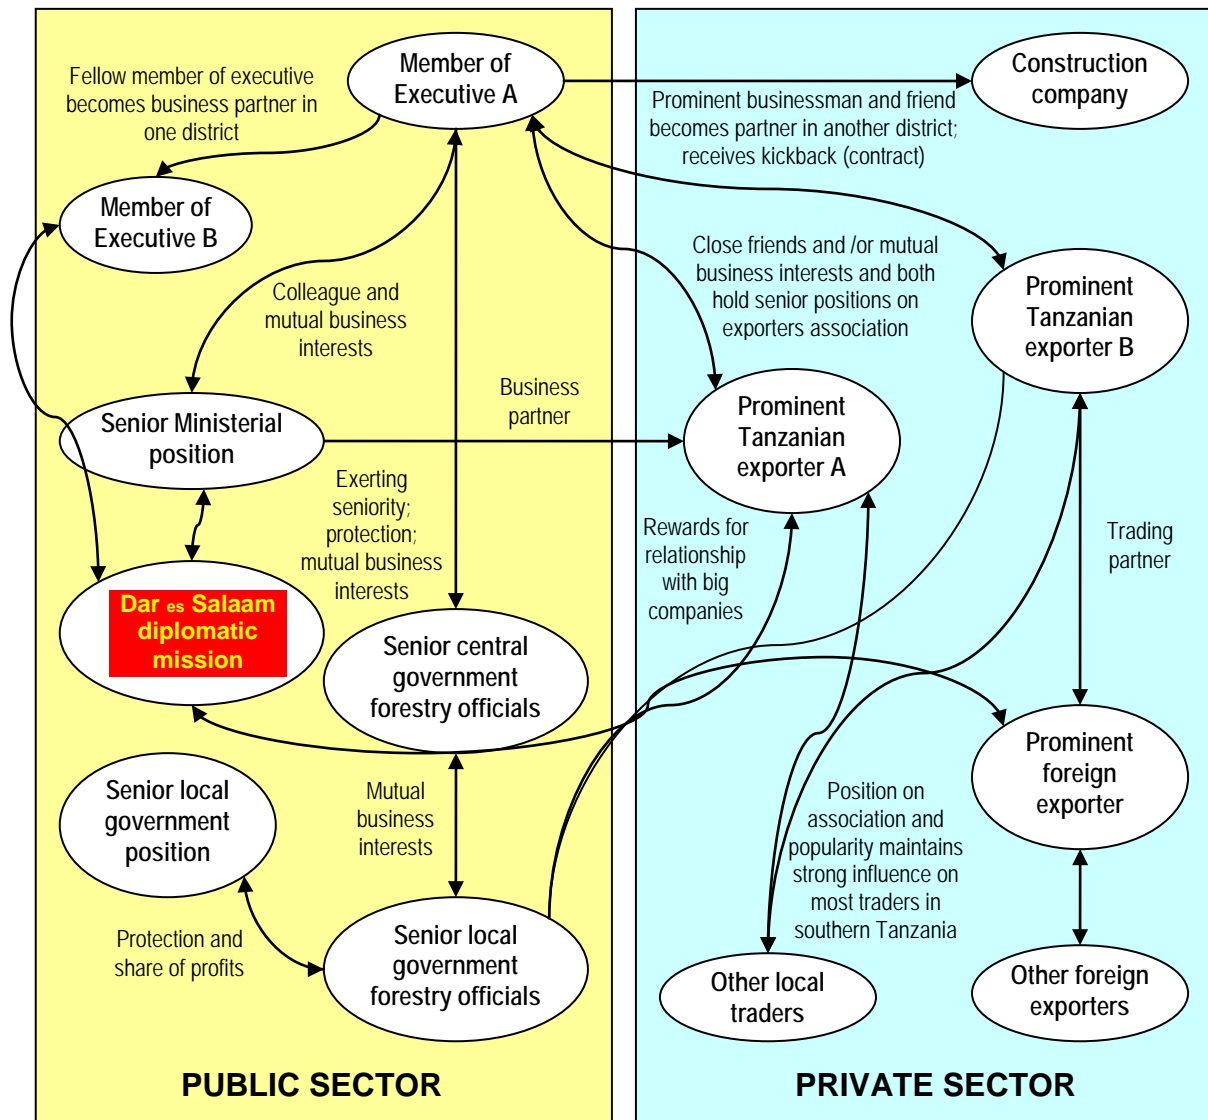 Member of
Executive A
Construction
company
Fellow member of executive
becomes business partner in
one district
Prominent businessman and friend
becomes partner in another district;
receives kickback (contract)
Member of
Executive B
Close friends and /or mutual
business interests and both
hold senior positions on
exporters association
Prominent
Tanzanian
exporter B
Colleague and
mutual business
interests
Business
partner
Senior Ministerial
position
Prominent
Tanzanian
exporter A
Exerting
seniority;
protection;
mutual business
interests
Rewards for
relationship
with big
companies
Trading
partner
Dar es Salaam
diplomatic
mission
Senior central
government
forestry officials
Prominent
foreign
exporter
Senior local
government
position
Mutual
business
interests
Position on
association and
popularity maintains
strong influence on
most traders in
southern Tanzania
Protection and
share of profits
Senior local
government
forestry officials
Other local
traders
Other foreign
exporters
PUBLIC SECTOR
PRIVATE SECTOR